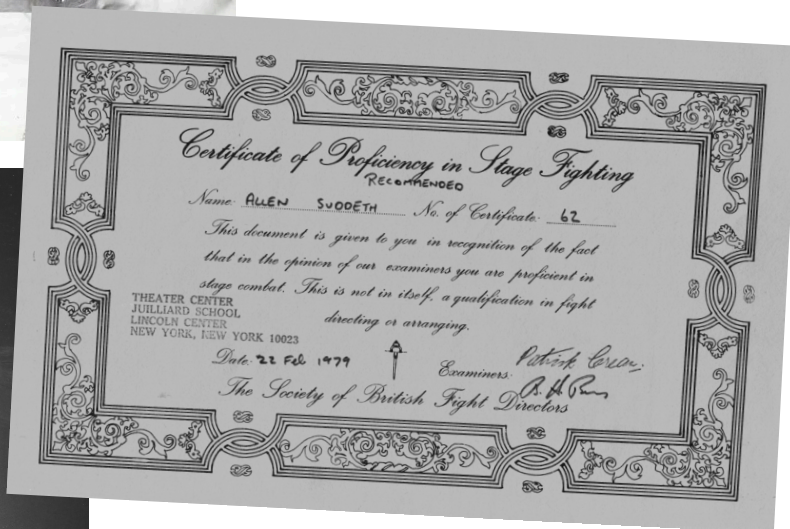 Certificate of Proficiency in Stage Fighting
RECOMMENDED
Name: ALLEN SUDDETH No. of Certificate: 62
This document is given to you in recognition of the fact
that in the opinion of our examiners you are proficient in
stage combat. This is not in itself, a qualification in fight
directing or arranging.
THEATER CENTER
JUILLIARD SCHOOL
LINCOLN CENTER
NEW YORK, NEW YORK 10023
Date: 22 Feb 1979
Examiners: Patrick Crean
The Society of British Fight Directors